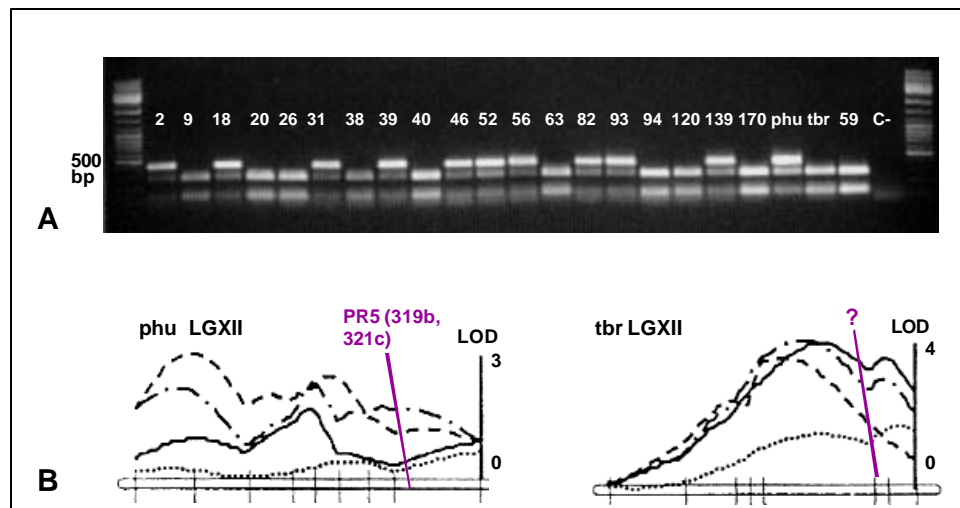 2 9 18 20 26 31 38 39 40 46 52 56 63 82 93 94 120 139 170 phu tbr 59 C-
500
bp
A
phu LGXII
PR5 (319b,
321c)
LOD
3
0
tbr LGXII
?
LOD
4
0
B